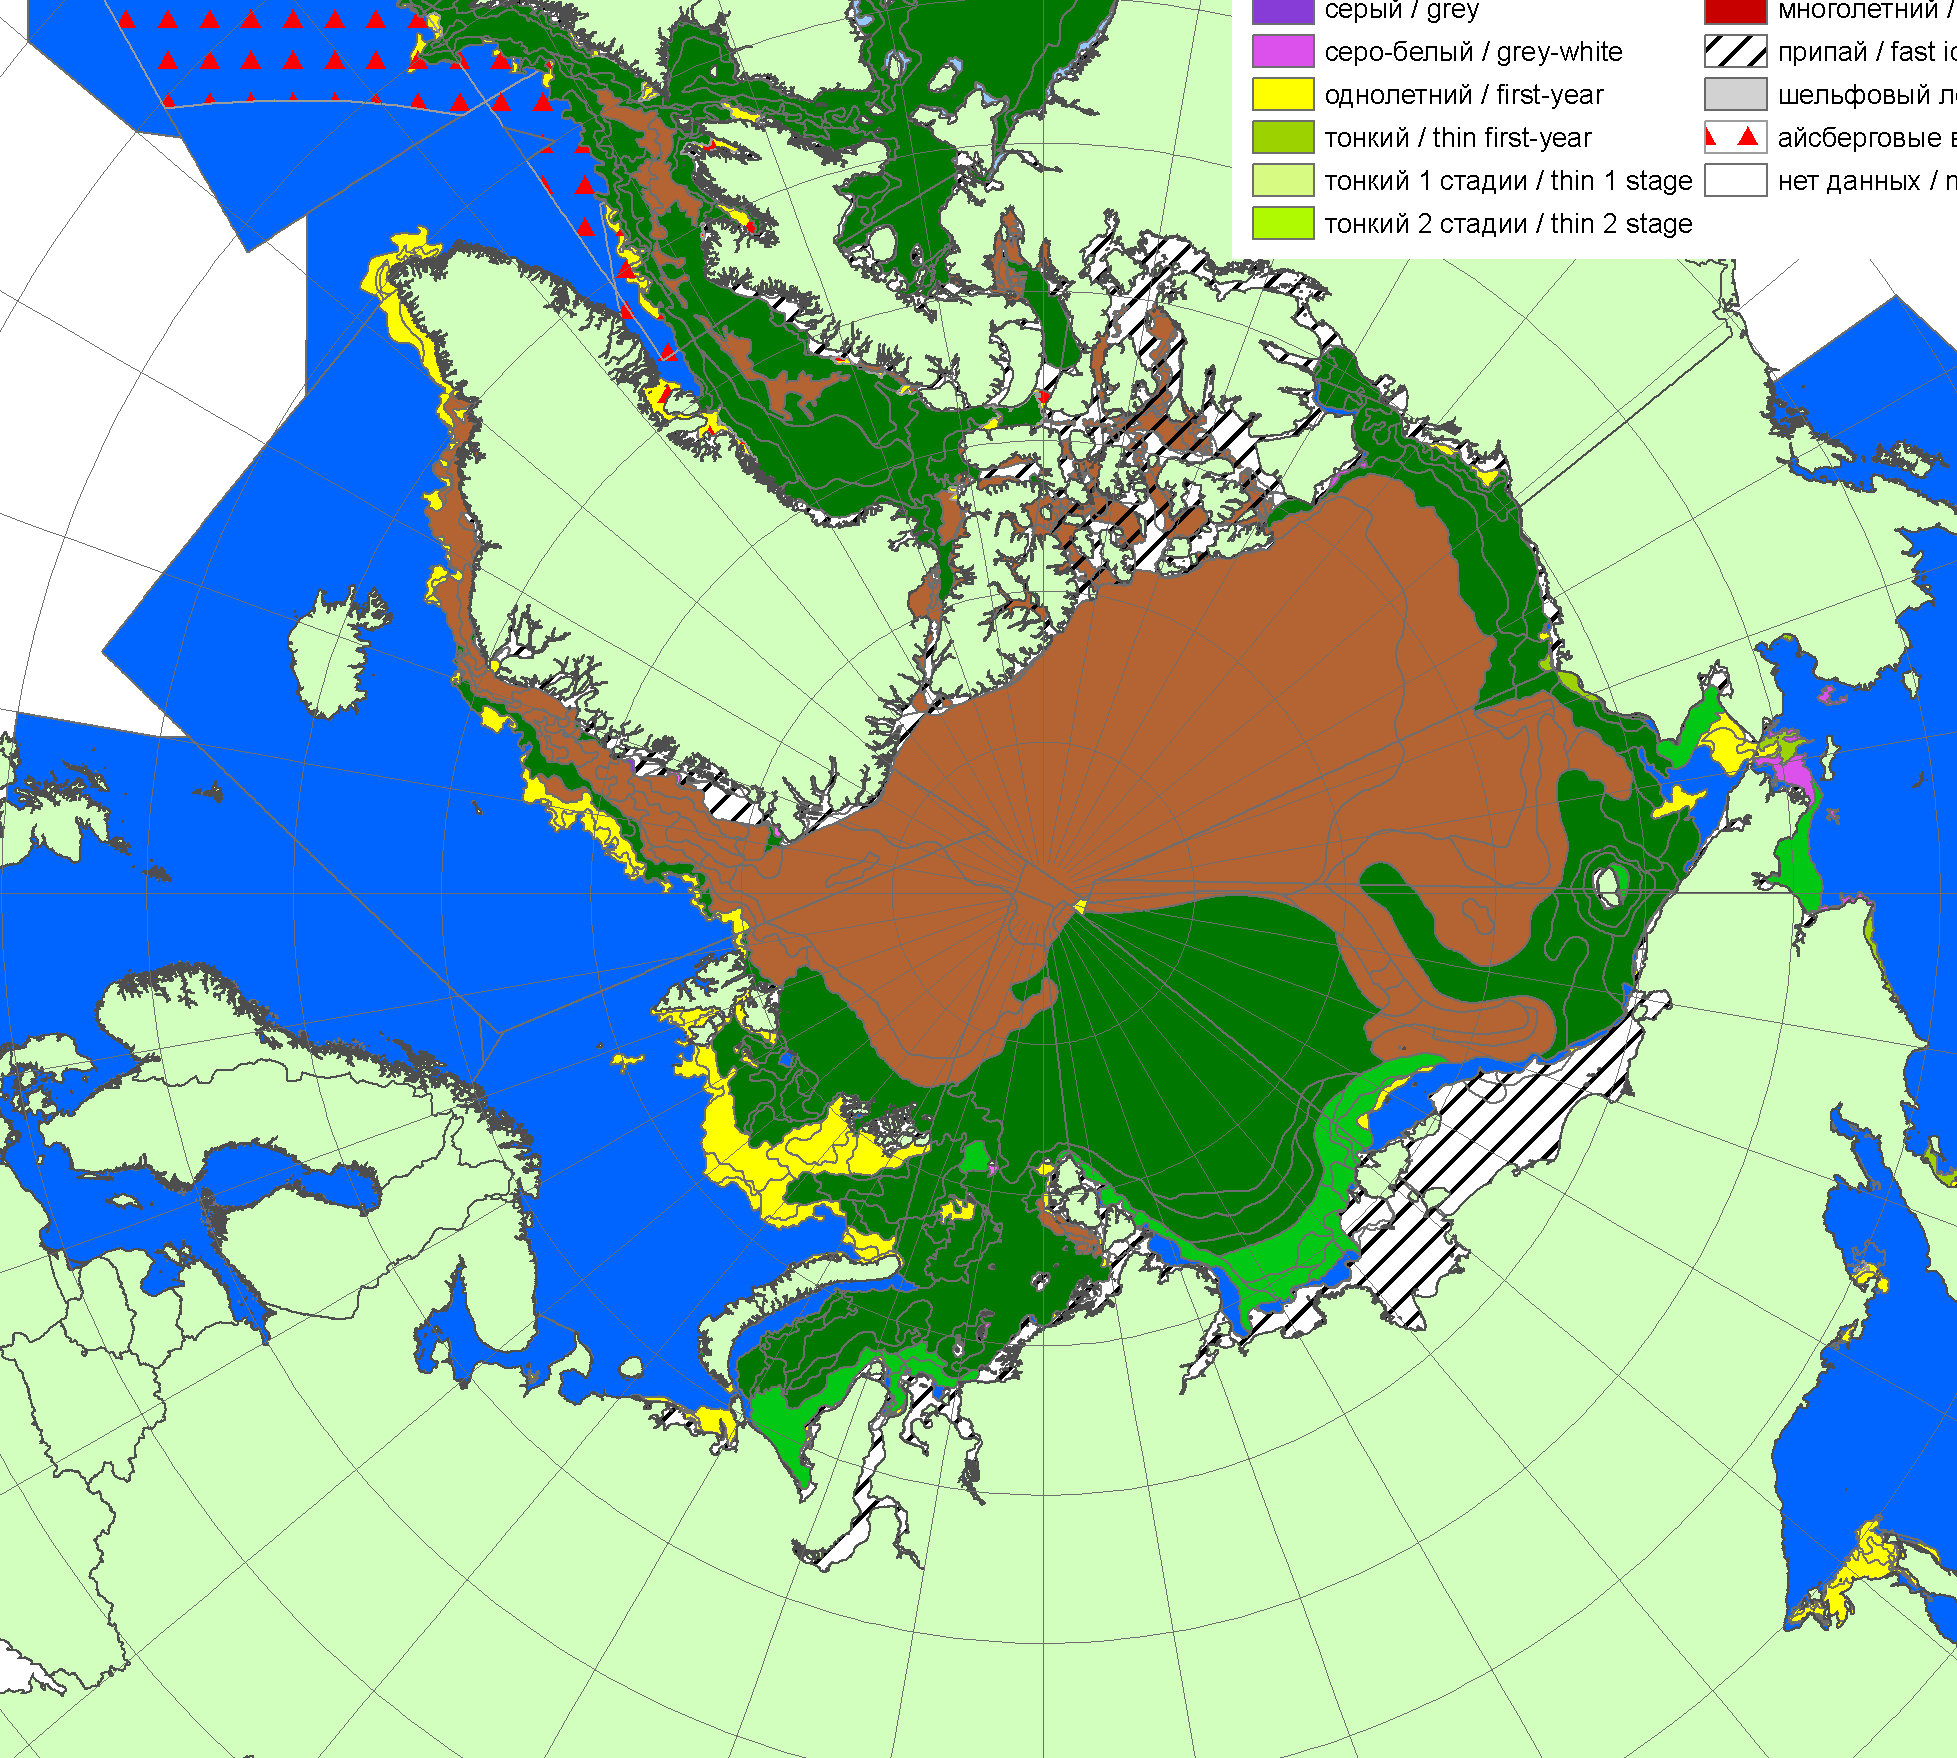 серый / grey
серо-белый / grey-white
однолетний / first-year
тонкий / thin first-year
тонкий 1 стадии / thin 1 stage
тонкий 2 стадии / thin 2 stage
многолетний /
припай / fast
шельфовый
айсберговые
нет данных /